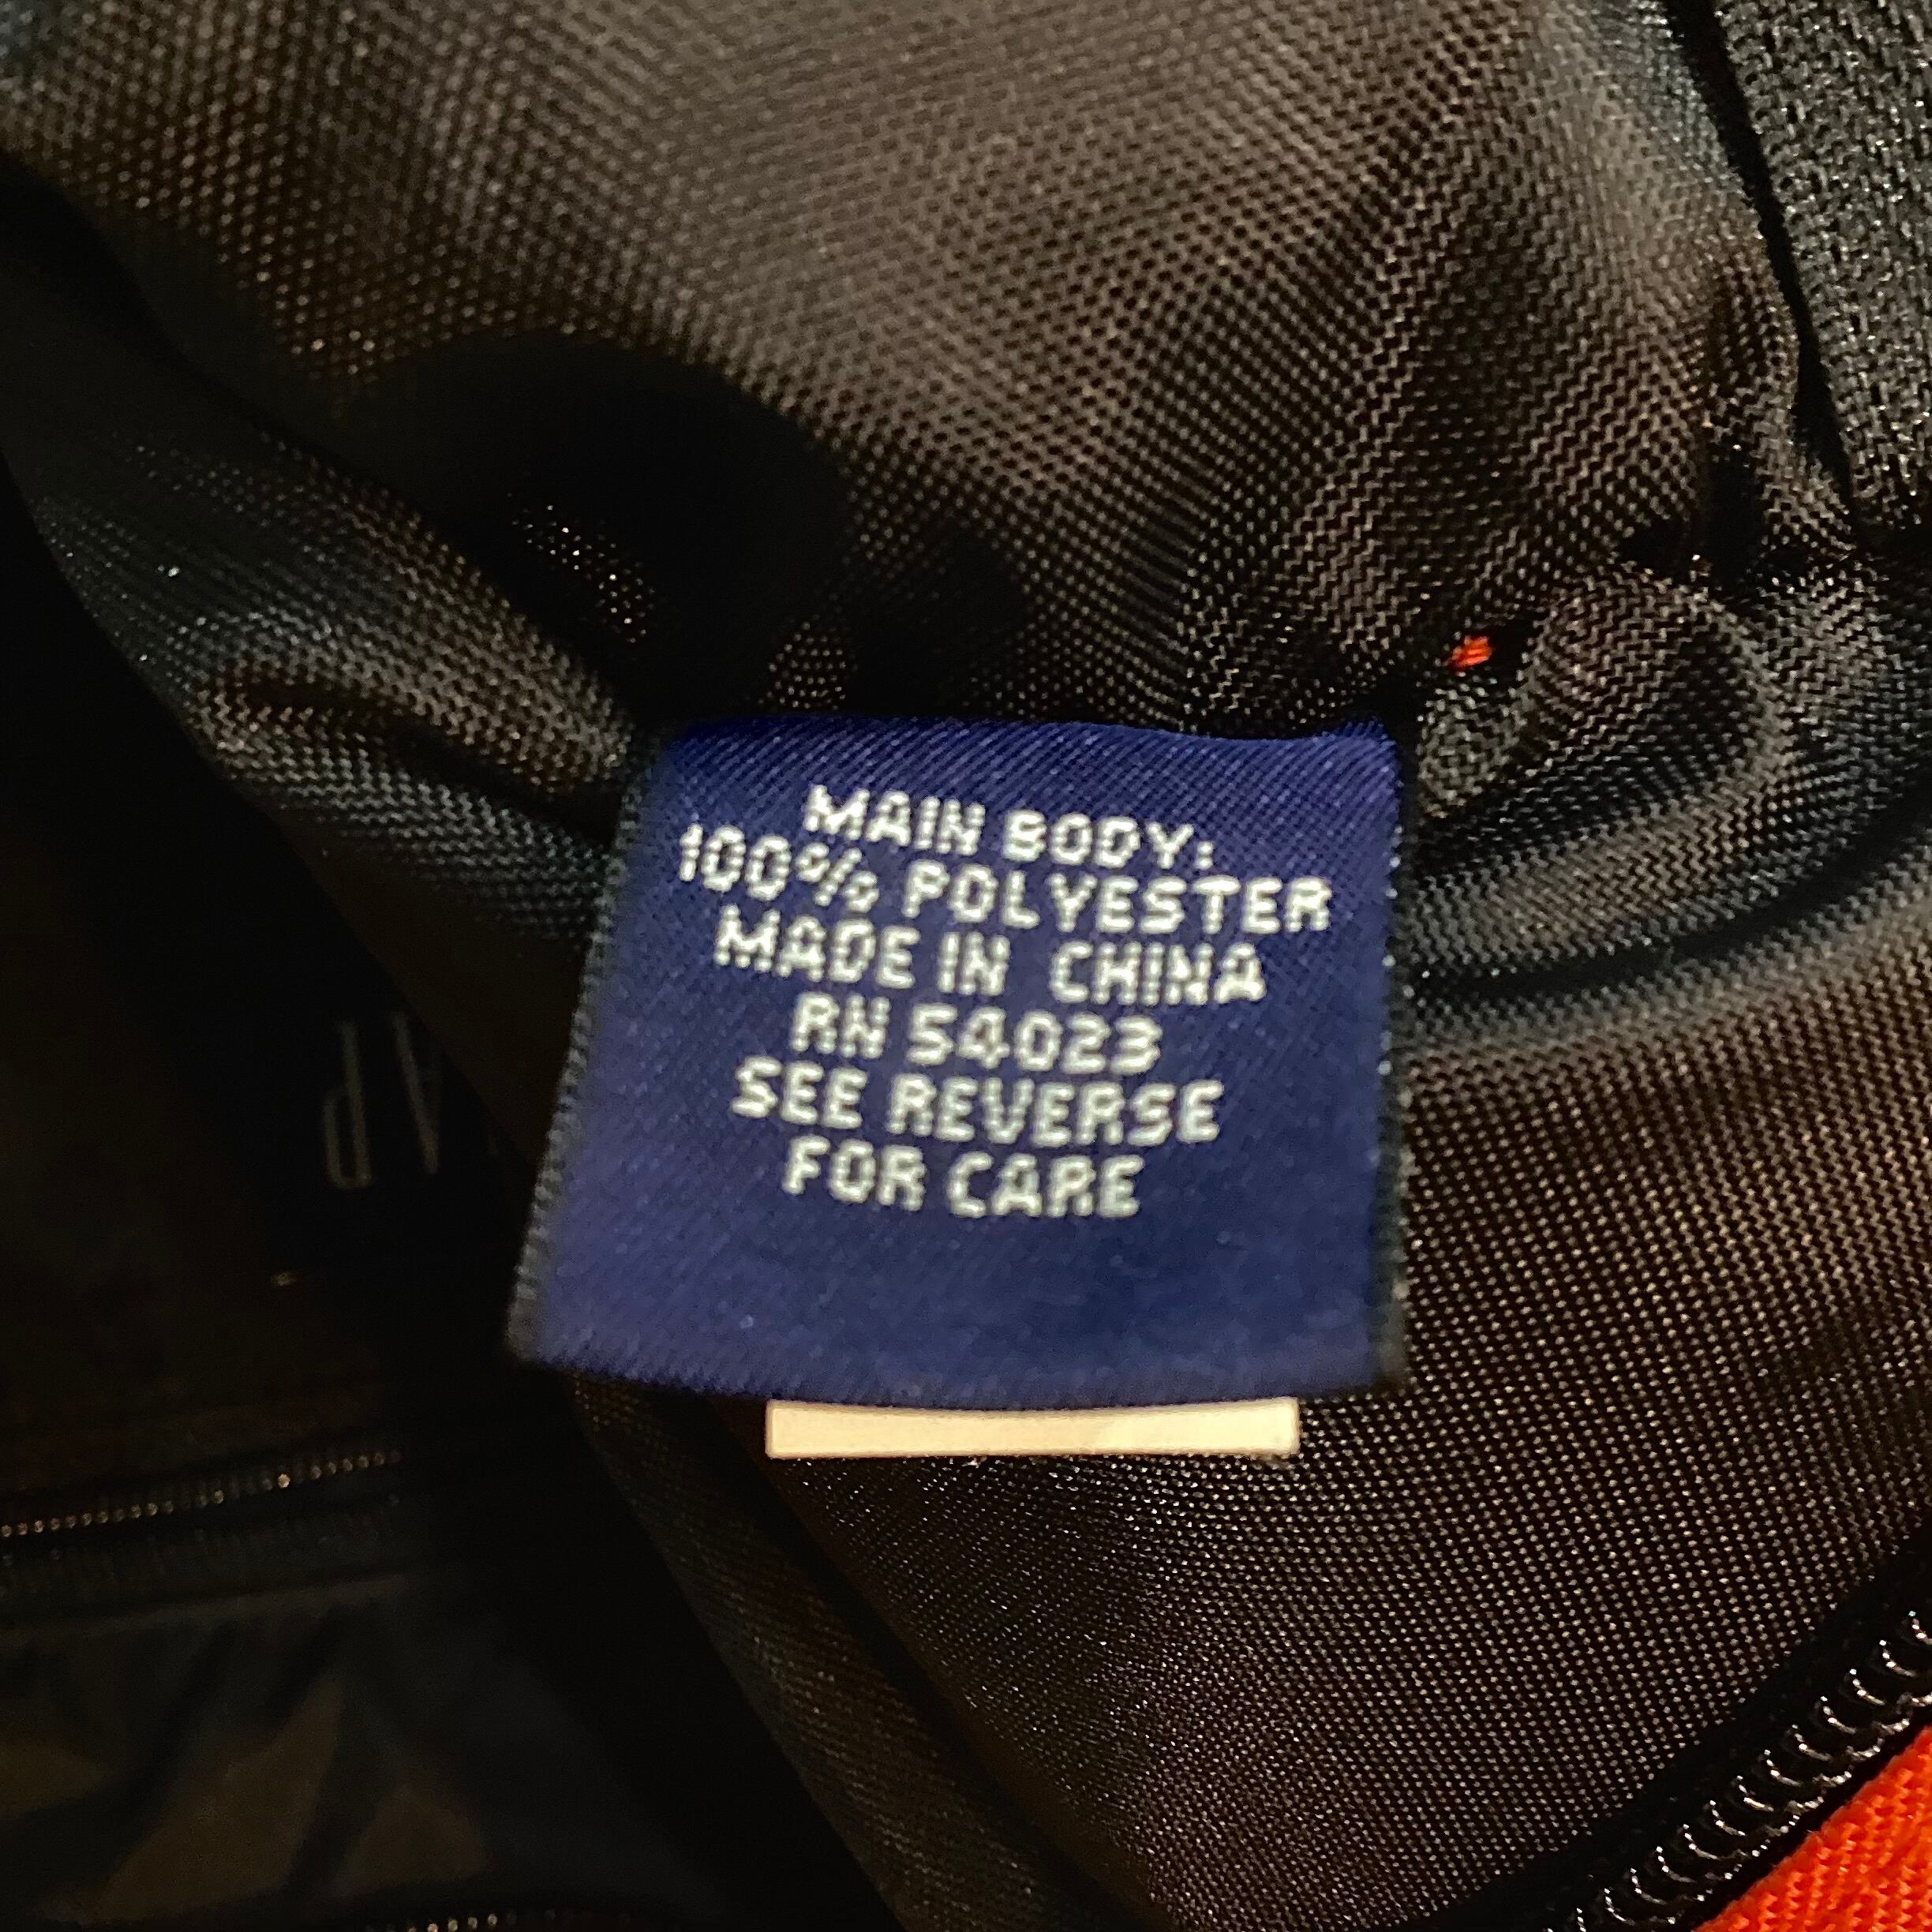 MAIN BODY:
100% POLYESTER
MADE IN CHINA
RN 54023
SEE REVERSE
FOR CARE